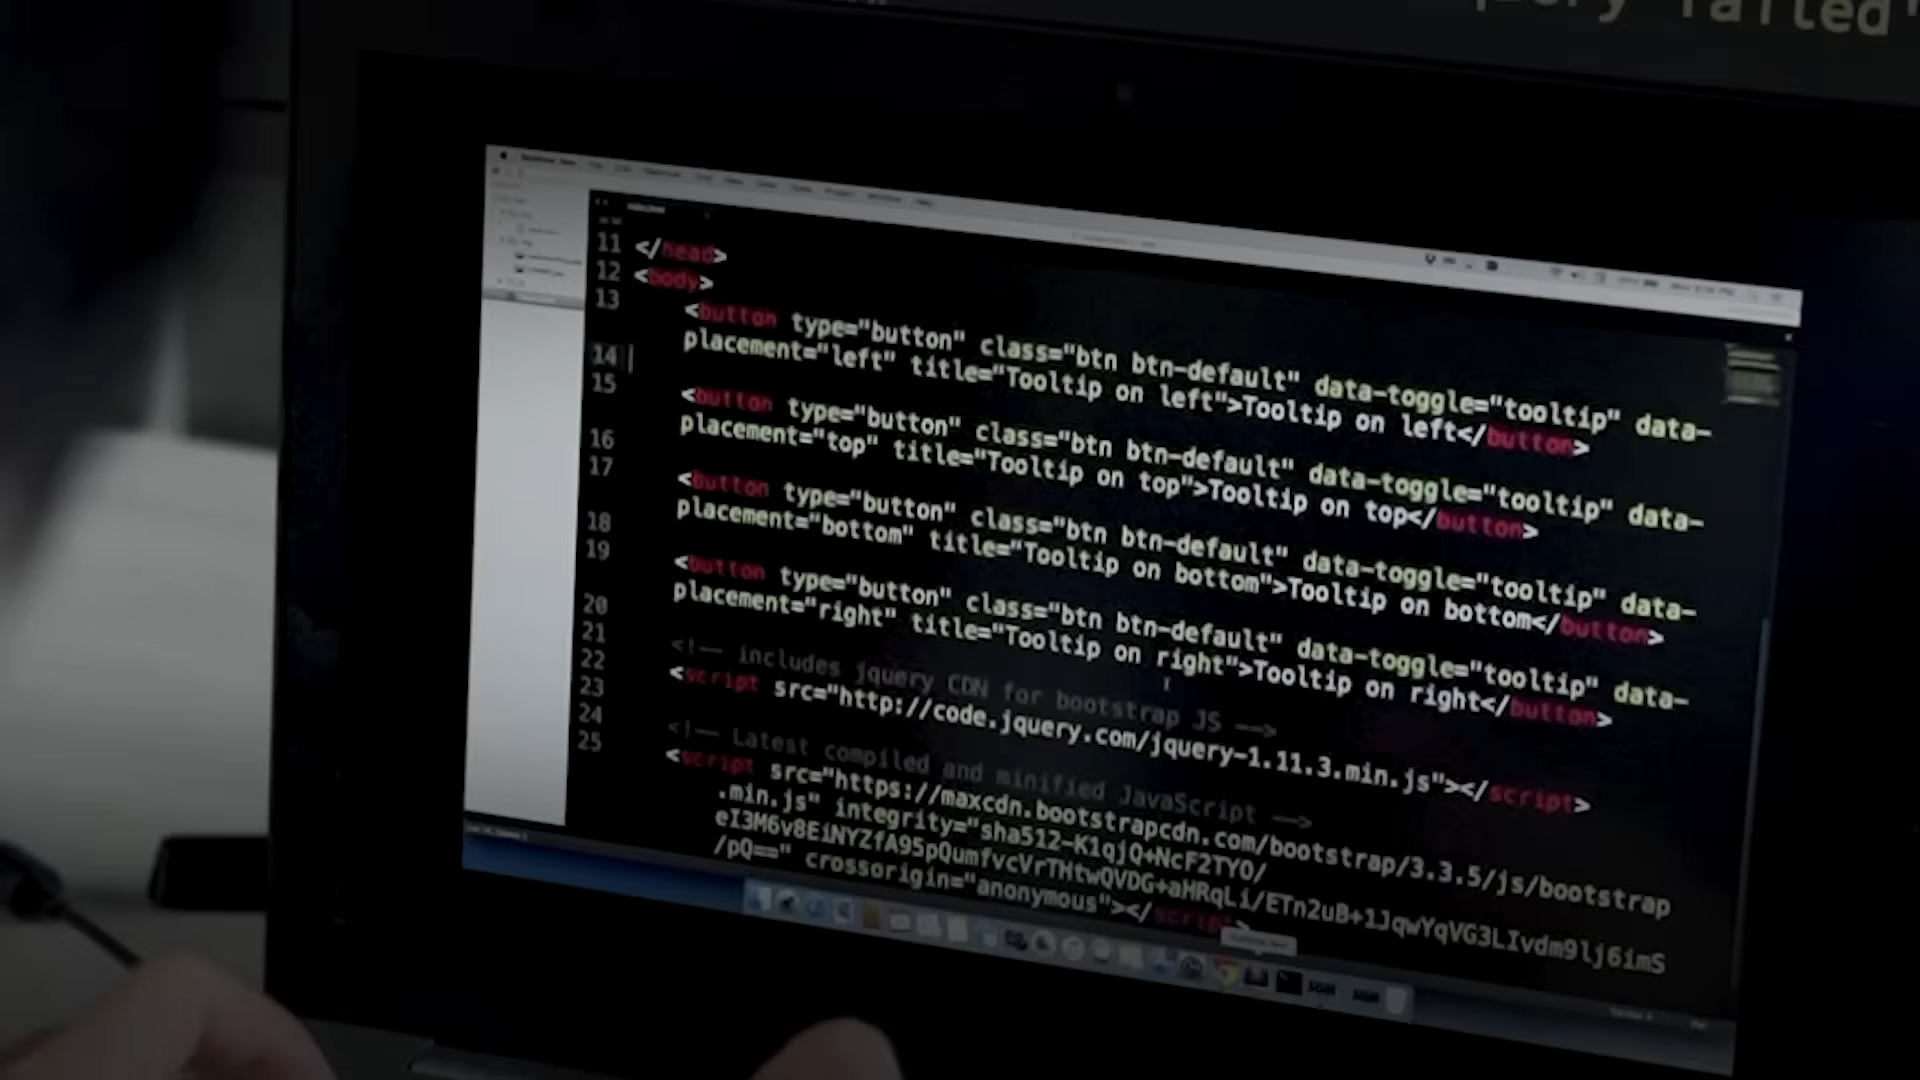 query failed'
11 </head>
12 <body>
13 <button type="button" class="btn btn-default" data-toggle="tooltip" data-
placement="left" title="Tooltip on left">Tooltip on left</button>
14
15 <button type="button" class="btn btn-default" data-toggle="tooltip" data-
placement="top" title="Tooltip on top">Tooltip on top</button>
16
17 <button type="button" class="btn btn-default" data-toggle="tooltip" data-
placement="bottom" title="Tooltip on bottom">Tooltip on bottom</button>
18
19 <button type="button" class="btn btn-default" data-toggle="tooltip" data-
placement="right" title="Tooltip on right">Tooltip on right</button>
20
21 <!-- includes jquery CDN for bootstrap JS -->
22 <script src="http://code.jquery.com/jquery-1.11.3.min.js"></script>
23
24 <!-- Latest compiled and minified JavaScript -->
25 <script src="https://maxcdn.bootstrapcdn.com/bootstrap/3.3.5/js/bootstrap
.min.js" integrity="sha512-K1qjQ+NcF2TYO/
eI3M6v8EiNYZfA95pQumfvcVrTHtwQVDG+aHRqLi/ETn2uB+1JqwYqVG3LIvdm9lj6imS
/pQ==" crossorigin="anonymous"></script>